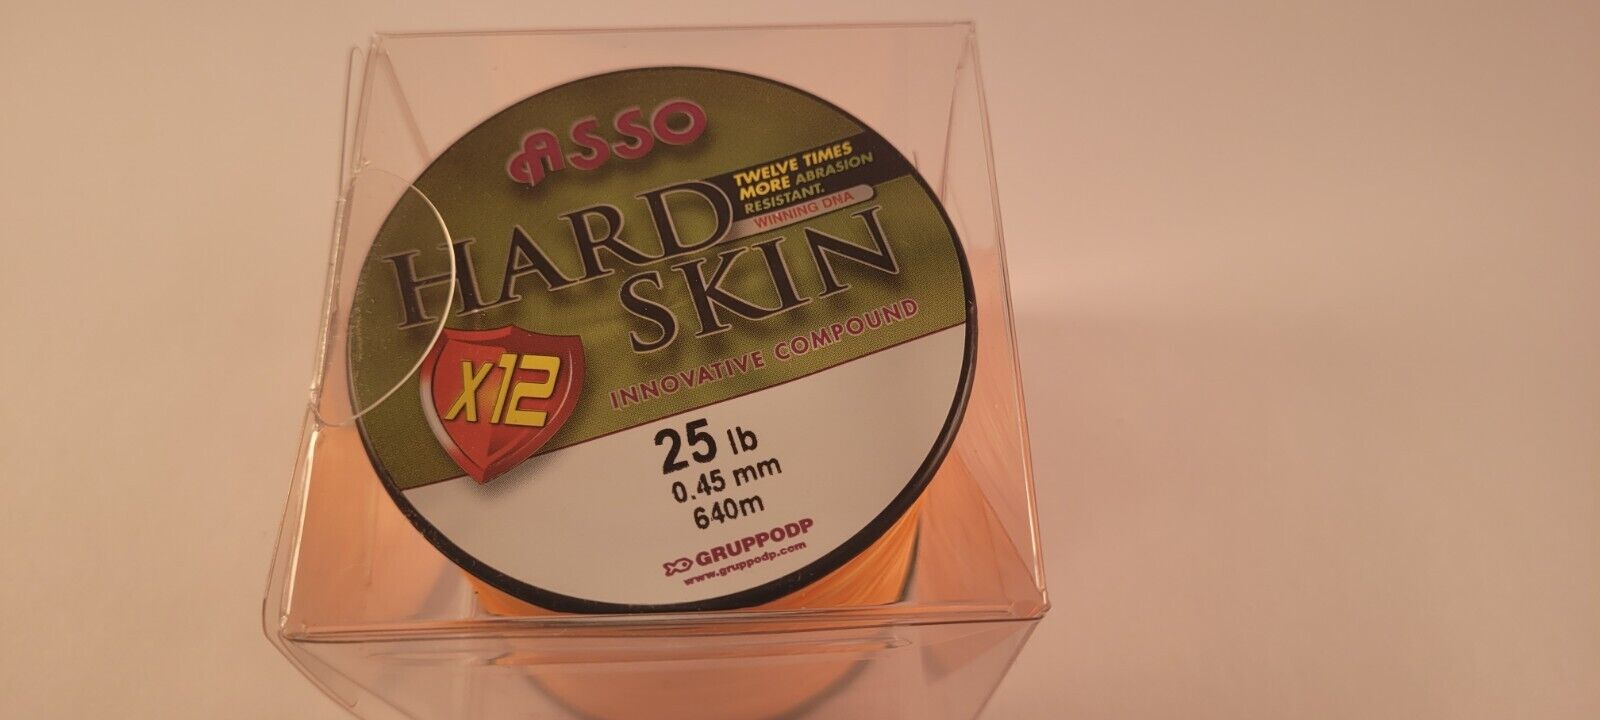 ASSO
TWELVE TIMES
MORE ABRASION
RESISTANT.
WINNING DNA
HARD
SKIN
X12
INNOVATIVE COMPOUND
25 lb
0.45 mm
640m
GRUPPODP
www.gruppodp.com